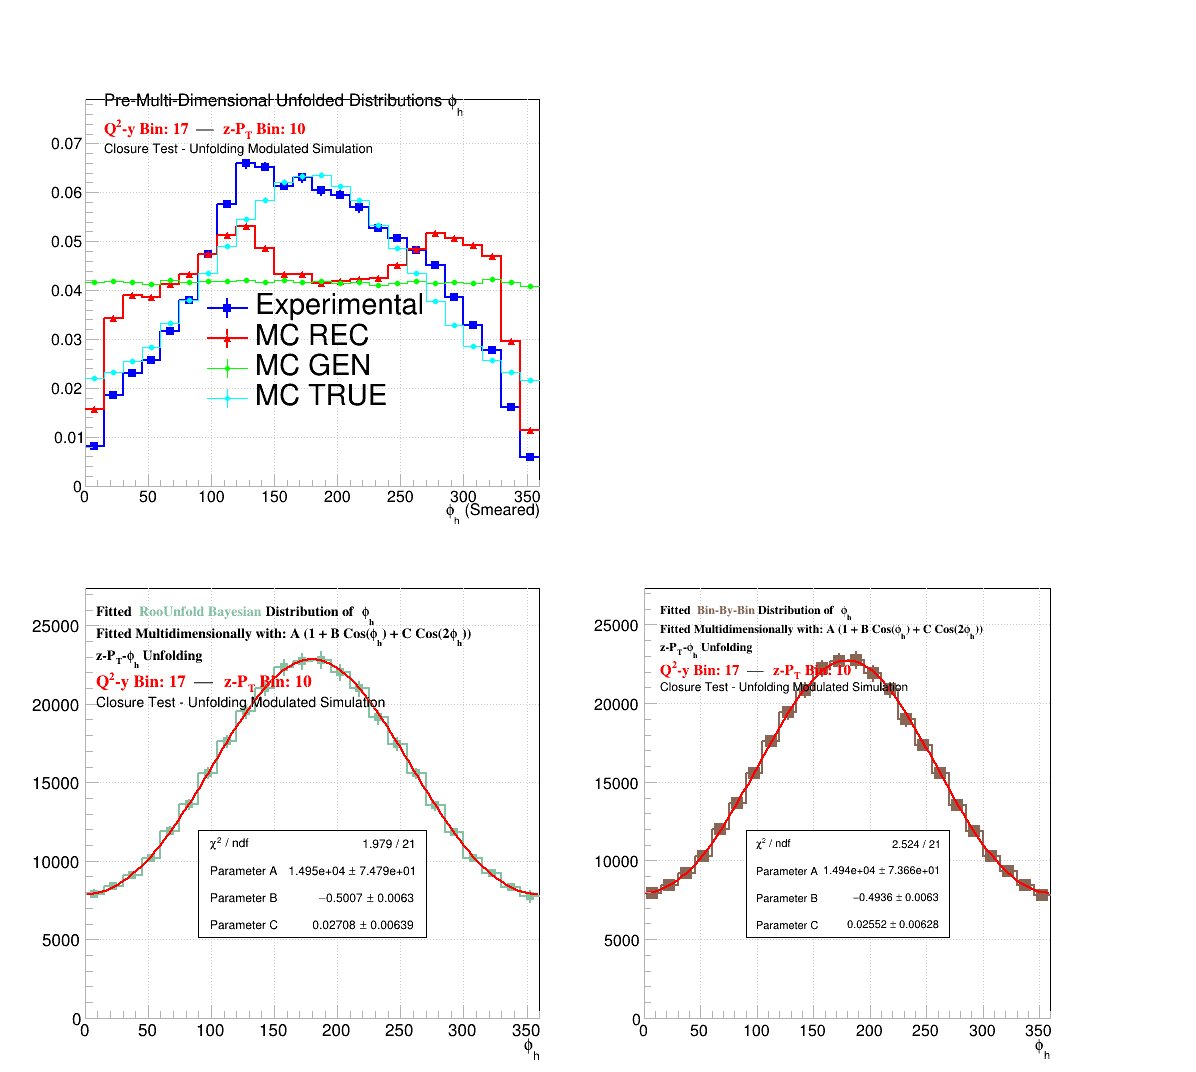 Pre-Multi-Dimensional Unfolded Distributions ϕh
Q²-y Bin: 17 — z-PT Bin: 10
Closure Test - Unfolding Modulated Simulation
0.07
0.06
0.05
0.04
0.03
0.02
0.01
0
Experimental
MC REC
MC GEN
MC TRUE
0 50 100 150 200 250 300 350
ϕh (Smeared)
Fitted RooUnfold Bayesian Distribution of ϕh
Fitted Multidimensionally with: A (1 + B Cos(ϕh) + C Cos(2ϕh))
z-PT-ϕh Unfolding
Q²-y Bin: 17 — z-PT Bin: 10
Closure Test - Unfolding Modulated Simulation
25000
20000
15000
10000
5000
0
χ² / ndf 1.979 / 21
Parameter A 1.495e+04 ± 7.479e+01
Parameter B −0.5007 ± 0.0063
Parameter C 0.02708 ± 0.00639
0 50 100 150 200 250 300 350
ϕh
Fitted Bin-By-Bin Distribution of ϕh
Fitted Multidimensionally with: A (1 + B Cos(ϕh) + C Cos(2ϕh))
z-PT-ϕh Unfolding
Q²-y Bin: 17 — z-PT Bin: 10
Closure Test - Unfolding Modulated Simulation
25000
20000
15000
10000
5000
0
χ² / ndf 2.524 / 21
Parameter A 1.494e+04 ± 7.366e+01
Parameter B −0.4936 ± 0.0063
Parameter C 0.02552 ± 0.00628
0 50 100 150 200 250 300 350
ϕh